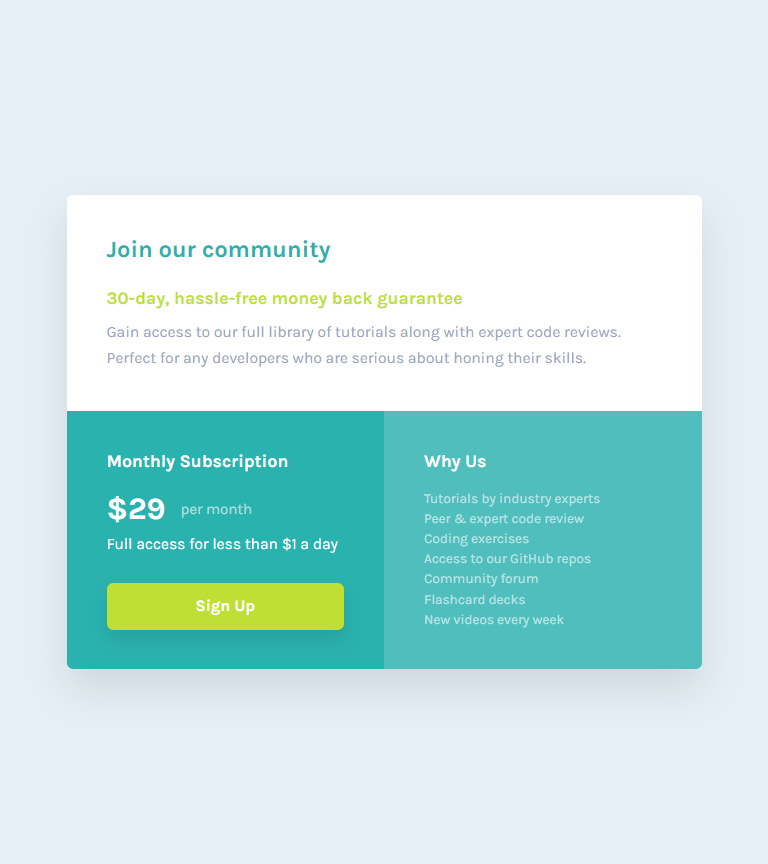 Join our community
30-day, hassle-free money back guarantee
Gain access to our full library of tutorials along with expert code reviews.
Perfect for any developers who are serious about honing their skills.
Monthly Subscription
$29 per month
Full access for less than $1 a day
Sign Up
Why Us
Tutorials by industry experts
Peer & expert code review
Coding exercises
Access to our GitHub repos
Community forum
Flashcard decks
New videos every week